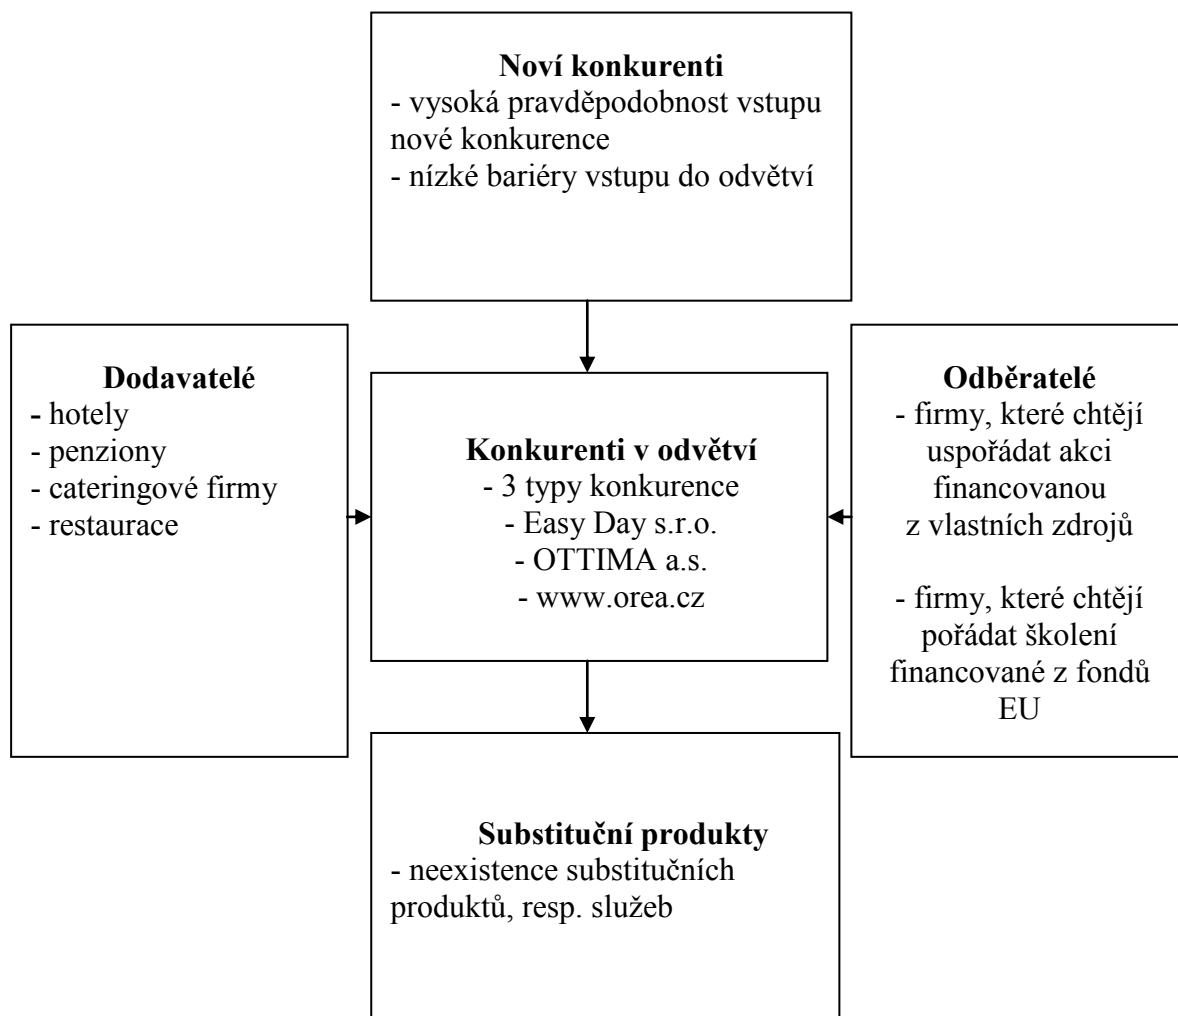 Noví konkurenti
- vysoká pravděpodobnost vstupu
nové konkurence
- nízké bariéry vstupu do odvětví
Dodavatelé
- hotely
- penziony
- cateringové firmy
- restaurace
Konkurenti v odvětví
- 3 typy konkurence
- Easy Day s.r.o.
- OTTIMA a.s.
- www.orea.cz
Odběratelé
- firmy, které chtějí
uspořádat akci
financovanou
z vlastních zdrojů
- firmy, které chtějí
pořádat školení
financované z fondů
EU
Substituční produkty
- neexistence substitučních
produktů, resp. služeb